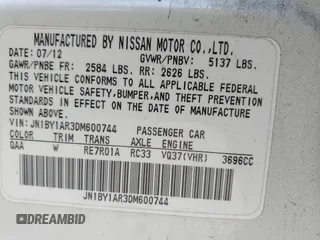 MANUFACTURED BY NISSAN MOTOR CO.,LTD.
DATE: 07/12 GVWR/PNBV: 5137 LBS.
GAWR/PNBE FR: 2584 LBS. RR: 2626 LBS.
THIS VEHICLE CONFORMS TO ALL APPLICABLE FEDERAL
MOTOR VEHICLE SAFETY, BUMPER, AND THEFT PREVENTION
STANDARDS IN EFFECT ON THE DATE OF MANUFACTURE
SHOWN ABOVE.
VIN: JN1BY1AR3DM600744 PASSENGER CAR
COLOR TRIM TRANS AXLE ENGINE
QAA W RE7R01A RC33 VQ37(VHR) 3696CC
JN1BY1AR3DM600744
DREAMBID